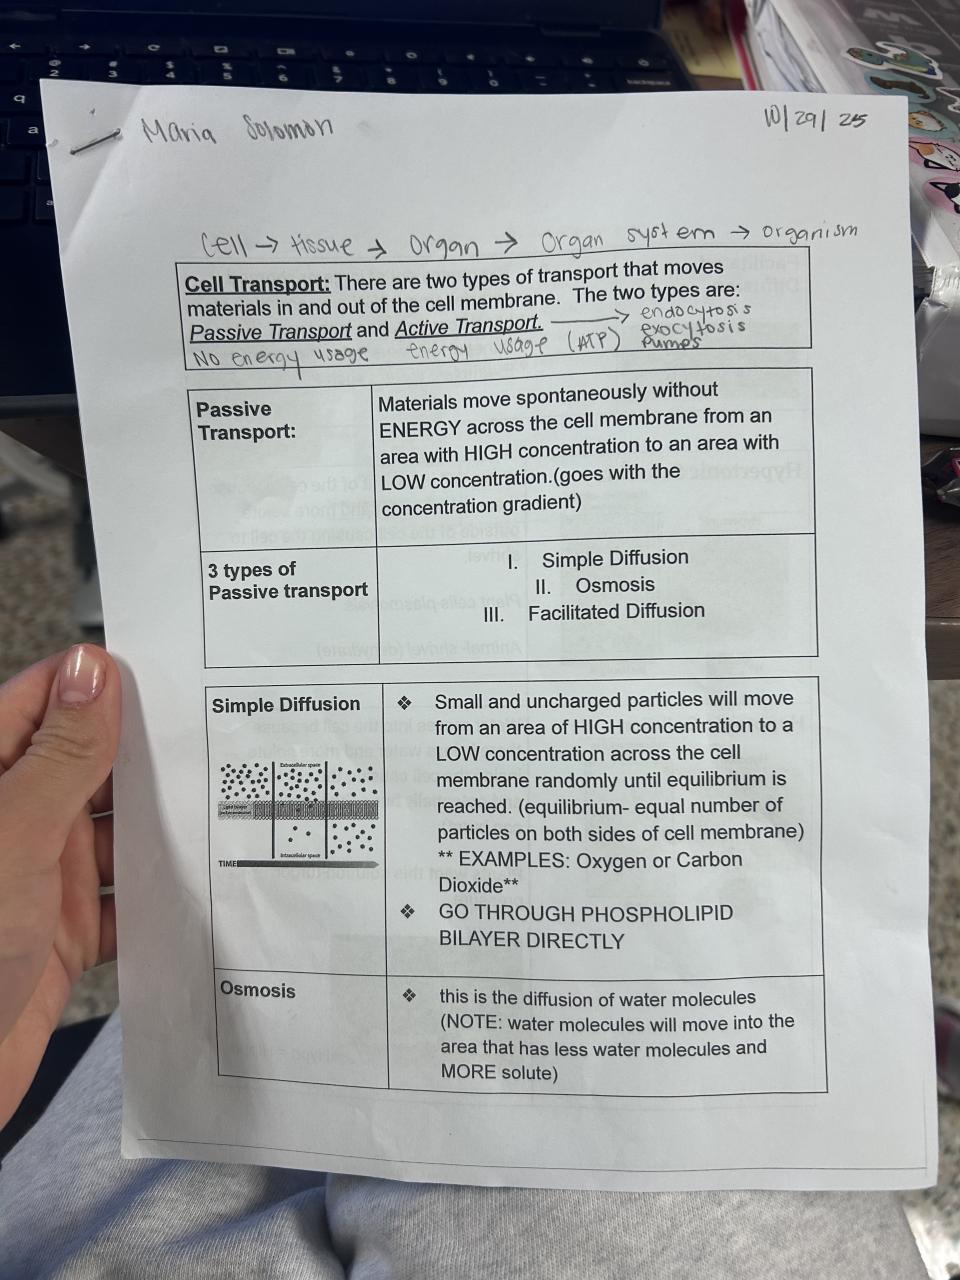 Maria Solomon
10/29/25
Cell → tissue → Organ → Organ system → organism
Cell Transport: There are two types of transport that moves
materials in and out of the cell membrane. The two types are:
Passive Transport and Active Transport. → endocytosis
exocytosis
No energy usage energy usage (ATP) Pumps
Passive
Transport:
Materials move spontaneously without
ENERGY across the cell membrane from an
area with HIGH concentration to an area with
LOW concentration.(goes with the
concentration gradient)
3 types of
Passive transport
I. Simple Diffusion
II. Osmosis
III. Facilitated Diffusion
Simple Diffusion
Extracellular space
Intracellular space
TIME
❖ Small and uncharged particles will move
from an area of HIGH concentration to a
LOW concentration across the cell
membrane randomly until equilibrium is
reached. (equilibrium- equal number of
particles on both sides of cell membrane)
** EXAMPLES: Oxygen or Carbon
Dioxide**
❖ GO THROUGH PHOSPHOLIPID
BILAYER DIRECTLY
Osmosis
❖ this is the diffusion of water molecules
(NOTE: water molecules will move into the
area that has less water molecules and
MORE solute)